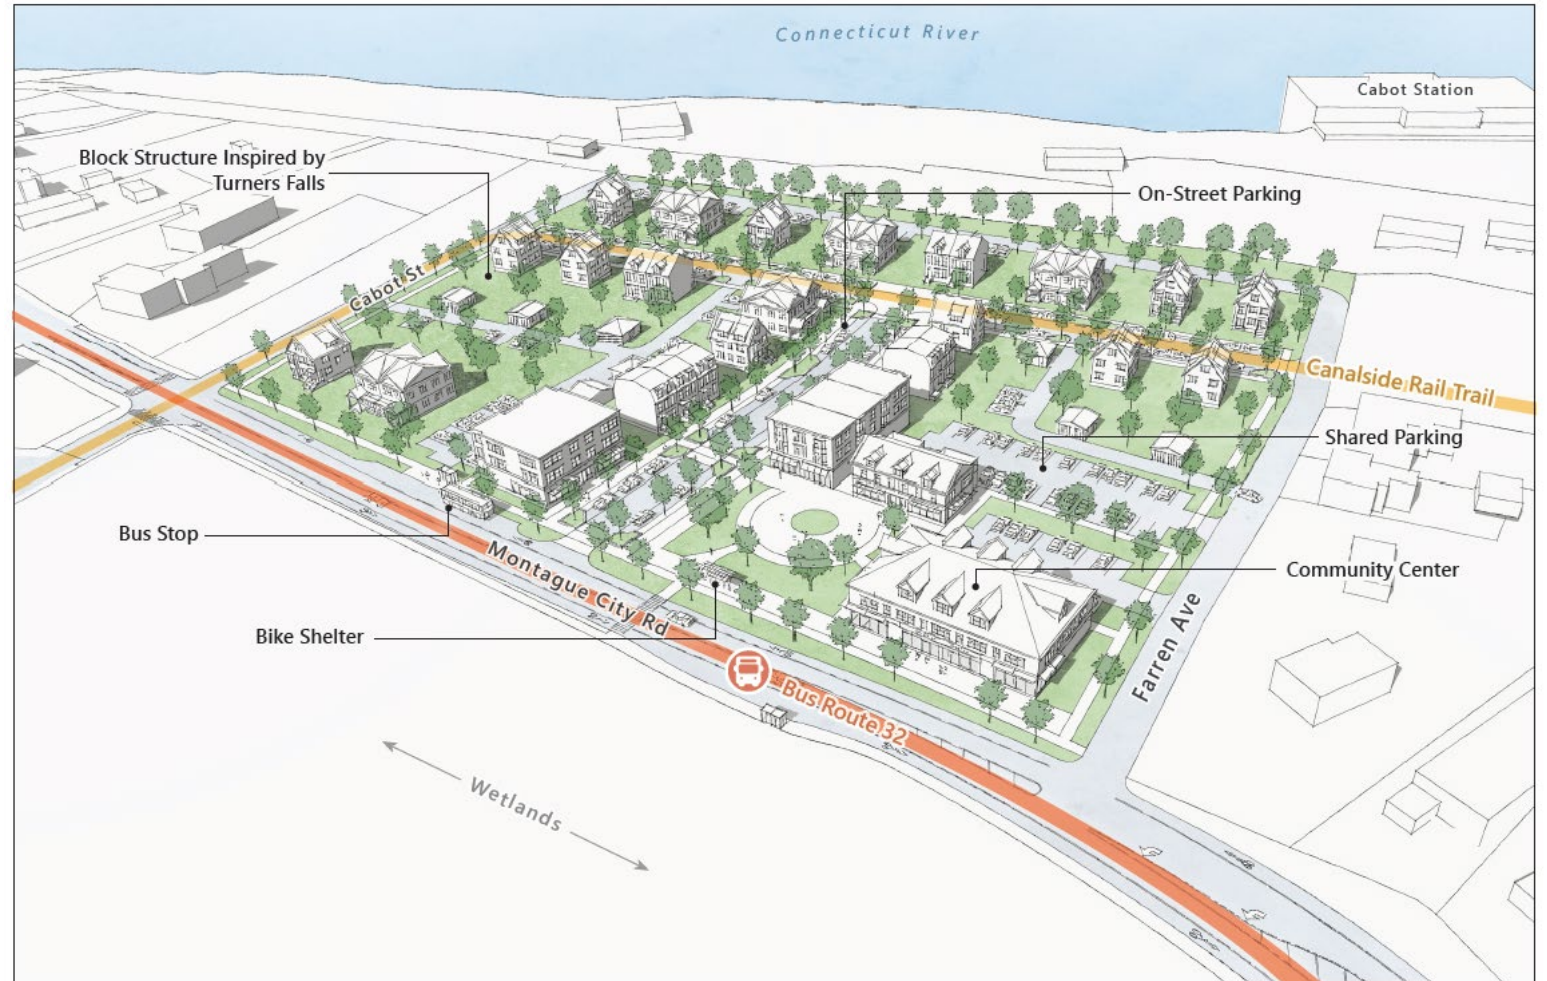 Connecticut River
Cabot Station
Block Structure Inspired by
Turners Falls
On-Street Parking
Cabot St
Canalside Rail Trail
Shared Parking
Bus Stop
Montague City Rd
Community Center
Bike Shelter
Farren Ave
Bus Route 32
Wetlands